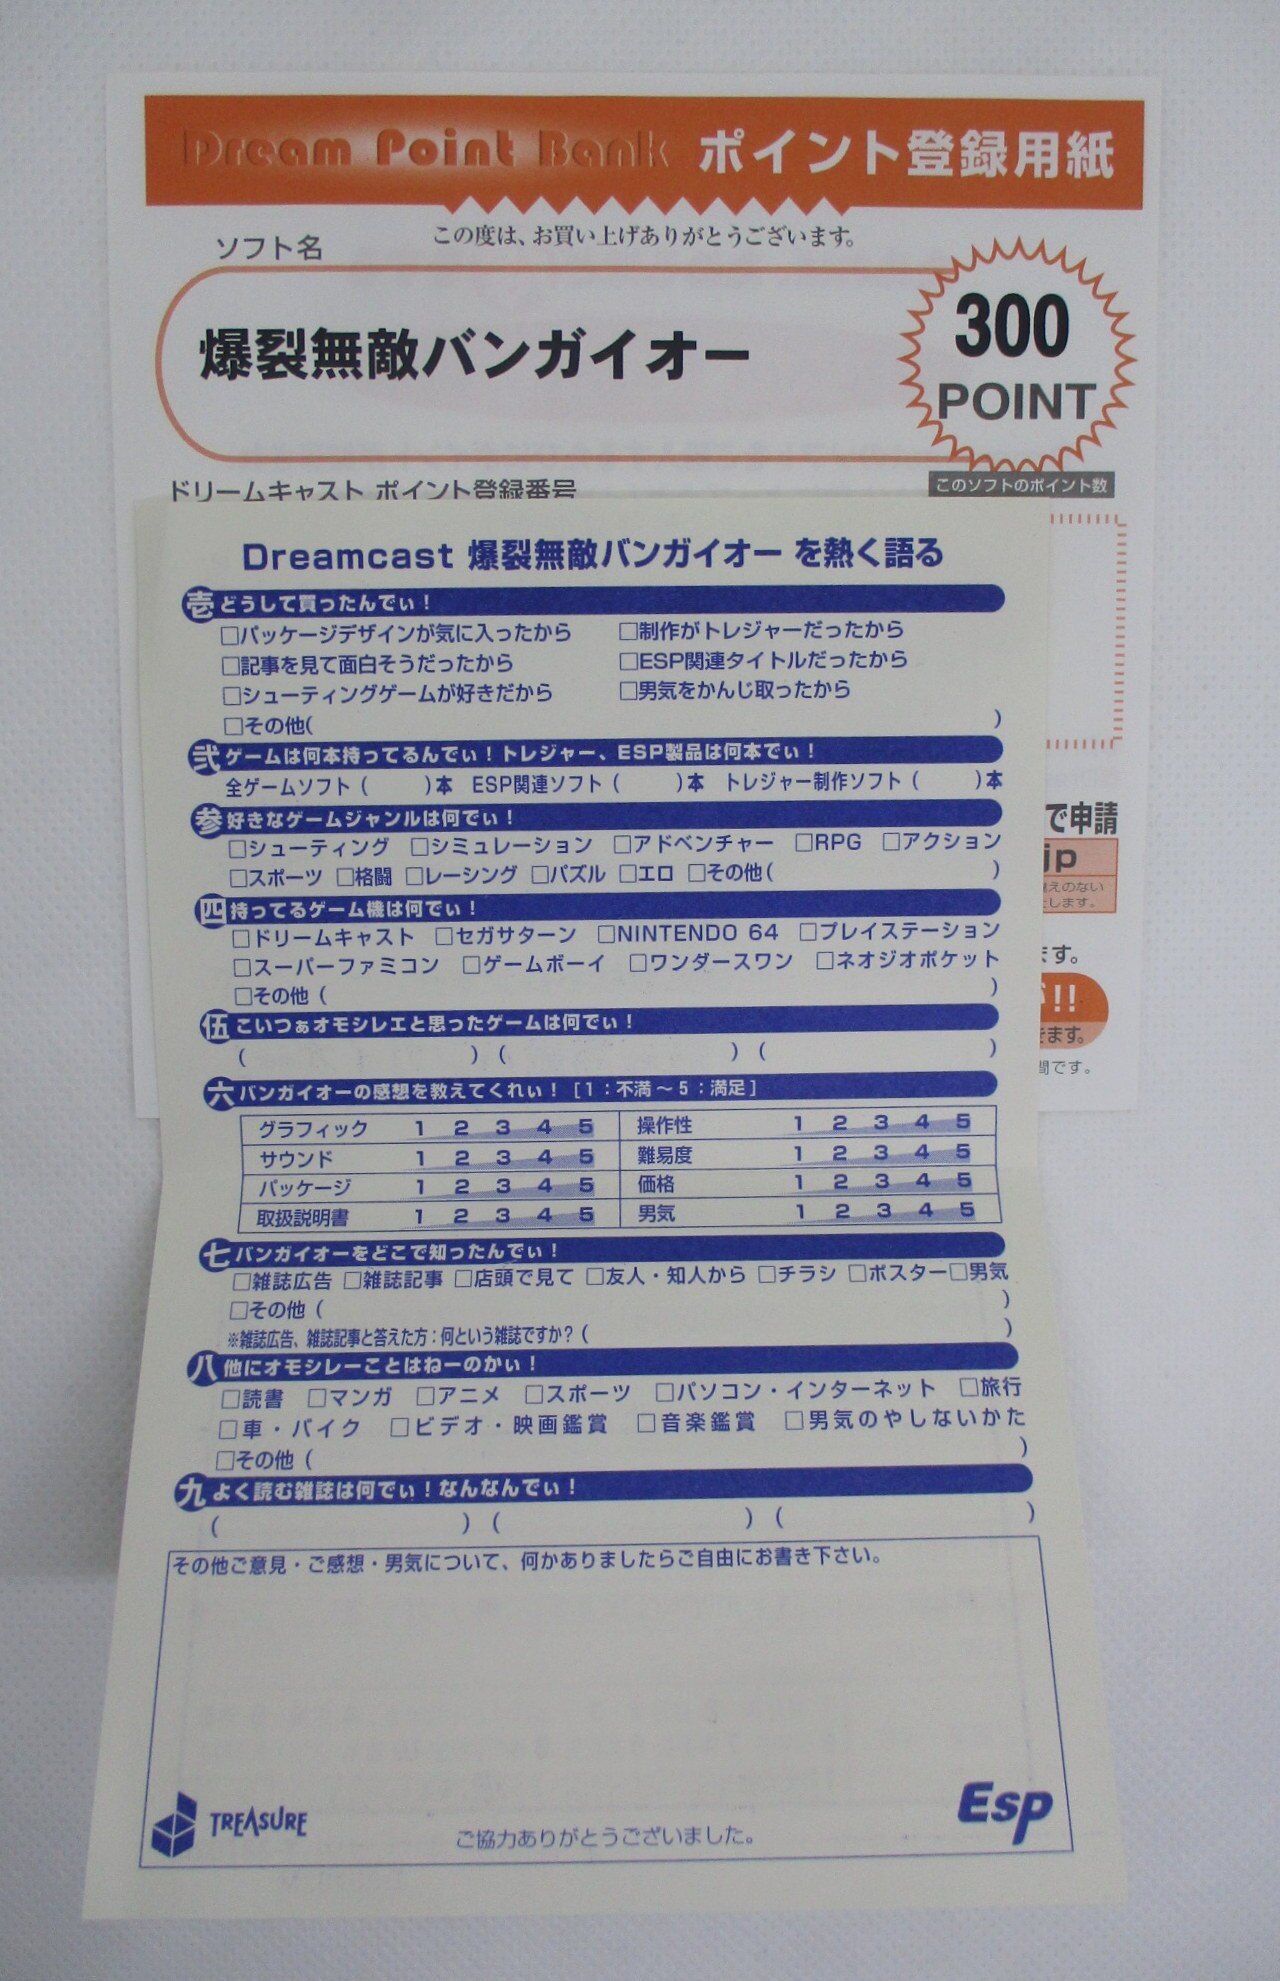 Dream Point Bank ポイント登録用紙
この度は、お買い上げありがとうございます。
ソフト名
爆裂無敵バンガイオー
300
POINT
このソフトのポイント数
ドリームキャスト ポイント登録番号
で申請
jp
えのない
します。
ます。
!!
きます。
間です。
Dreamcast 爆裂無敵バンガイオー を熱く語る
壱 どうして買ったんでぃ!
□パッケージデザインが気に入ったから □制作がトレジャーだったから
□記事を見て面白そうだったから □ESP関連タイトルだったから
□シューティングゲームが好きだから □男気をかんじ取ったから
□その他( )
弐 ゲームは何本持ってるんでぃ!トレジャー、ESP製品は何本でぃ!
全ゲームソフト( )本 ESP関連ソフト( )本 トレジャー制作ソフト( )本
参 好きなゲームジャンルは何でぃ!
□シューティング □シミュレーション □アドベンチャー □RPG □アクション
□スポーツ □格闘 □レーシング □パズル □エロ □その他( )
四 持ってるゲーム機は何でぃ!
□ドリームキャスト □セガサターン □NINTENDO 64 □プレイステーション
□スーパーファミコン □ゲームボーイ □ワンダースワン □ネオジオポケット
□その他( )
伍 こいつぁオモシレエと思ったゲームは何でぃ!
( ) ( ) ( )
六 バンガイオーの感想を教えてくれぃ! [1:不満~5:満足]
グラフィック 1 2 3 4 5 操作性 1 2 3 4 5
サウンド 1 2 3 4 5 難易度 1 2 3 4 5
パッケージ 1 2 3 4 5 価格 1 2 3 4 5
取扱説明書 1 2 3 4 5 男気 1 2 3 4 5
七 バンガイオーをどこで知ったんでぃ!
□雑誌広告 □雑誌記事 □店頭で見て □友人・知人から □チラシ □ポスター □男気
□その他( )
※雑誌広告、雑誌記事と答えた方:何という雑誌ですか?( )
八 他にオモシレーことはねーのかぃ!
□読書 □マンガ □アニメ □スポーツ □パソコン・インターネット □旅行
□車・バイク □ビデオ・映画鑑賞 □音楽鑑賞 □男気のやしないかた
□その他( )
九 よく読む雑誌は何でぃ!なんなんでぃ!
( ) ( ) ( )
その他ご意見・ご感想・男気について、何かありましたらご自由にお書き下さい。
TREASURE
ご協力ありがとうございました。
Esp